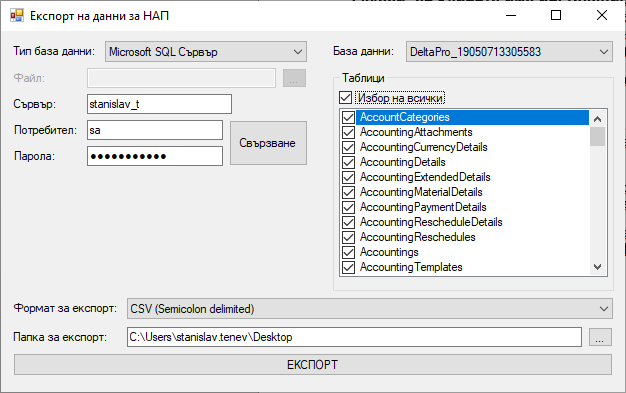 Експорт на данни за НАП
Тип база данни: Microsoft SQL Сървър
База данни: DeltaPro_19050713305583
Файл: ...
Сървър: stanislav_t
Потребител: sa
Парола: ●●●●●●●●●●●
Свързване
Таблици
Избор на всички
AccountCategories
AccountingAttachments
AccountingCurrencyDetails
AccountingDetails
AccountingExtendedDetails
AccountingMaterialDetails
AccountingPaymentDetails
AccountingRescheduleDetails
AccountingReschedules
Accountings
AccountingTemplates
Формат за експорт: CSV (Semicolon delimited)
Папка за експорт: C:\Users\stanislav.tenev\Desktop ...
ЕКСПОРТ